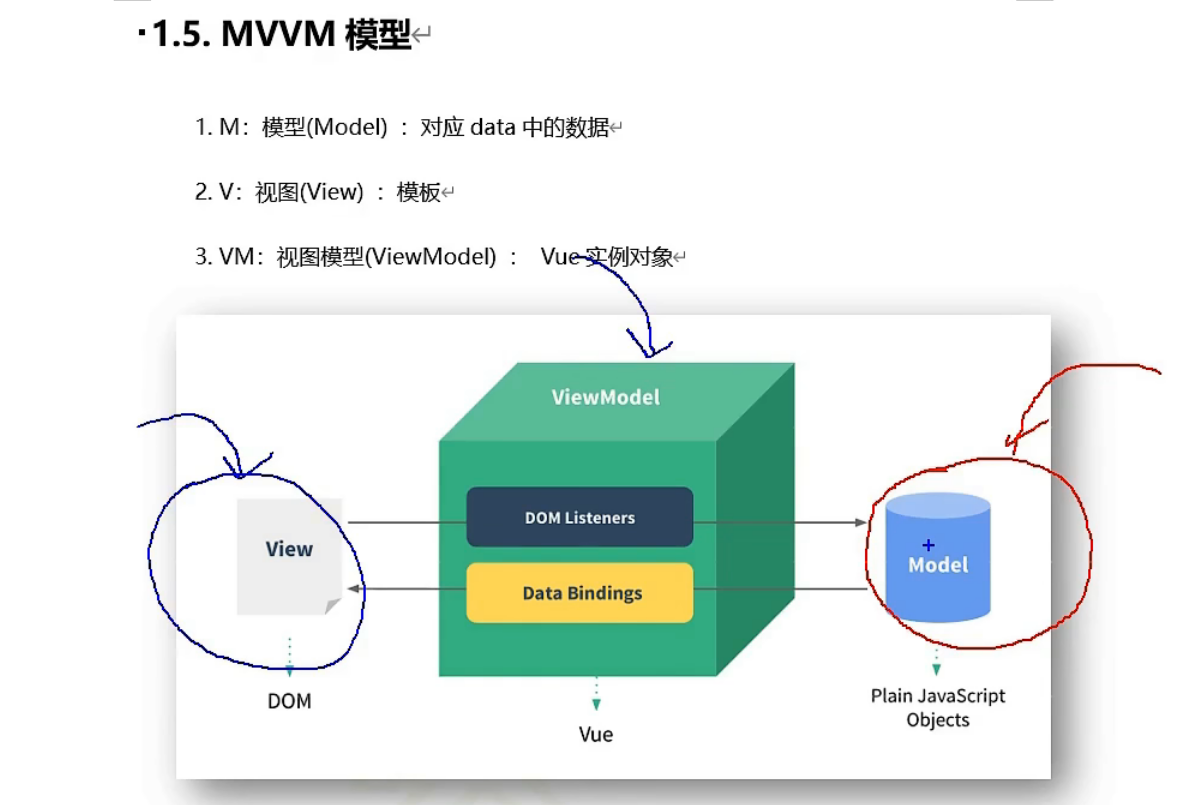 ·1.5. MVVM 模型↵
1. M：模型(Model) ：对应 data 中的数据↵
2. V：视图(View) ：模板↵
3. VM：视图模型(ViewModel) ： Vue 实例对象↵
ViewModel
DOM Listeners
View
Model
Data Bindings
DOM
Plain JavaScript
Objects
Vue